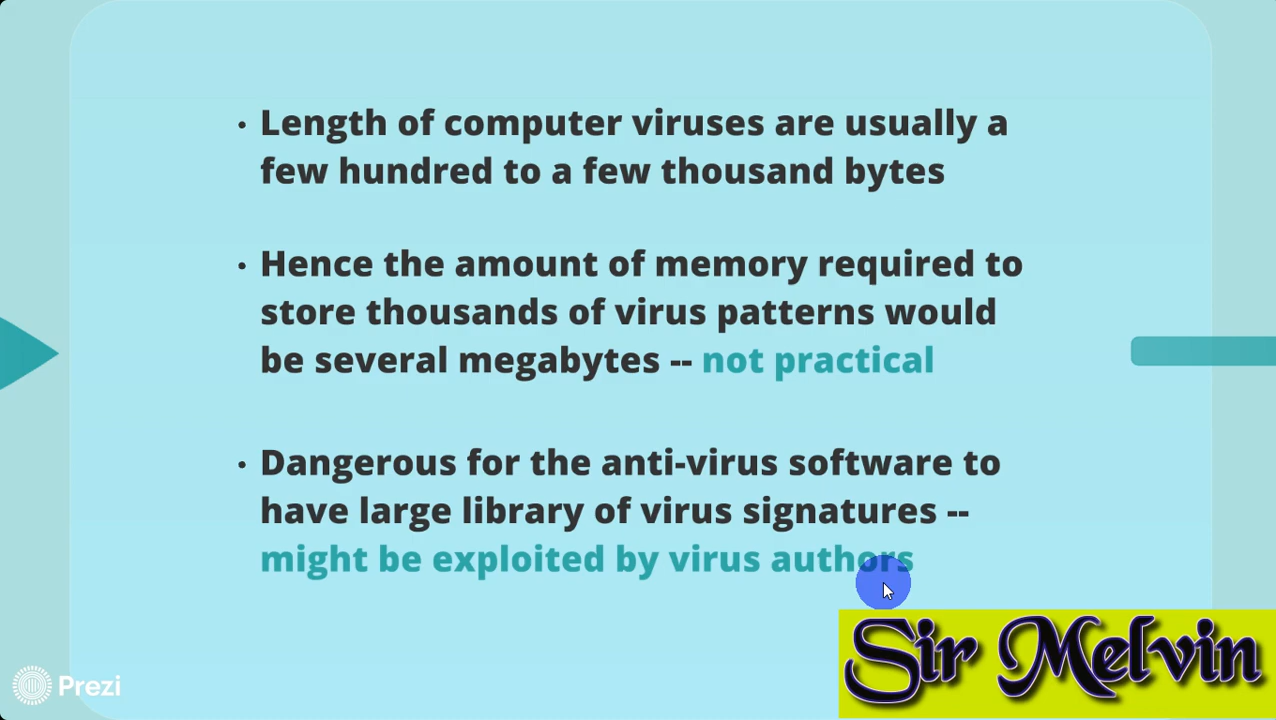 • Length of computer viruses are usually a
few hundred to a few thousand bytes
• Hence the amount of memory required to
store thousands of virus patterns would
be several megabytes -- not practical
• Dangerous for the anti-virus software to
have large library of virus signatures --
might be exploited by virus authors
Sir Melvin
Prezi